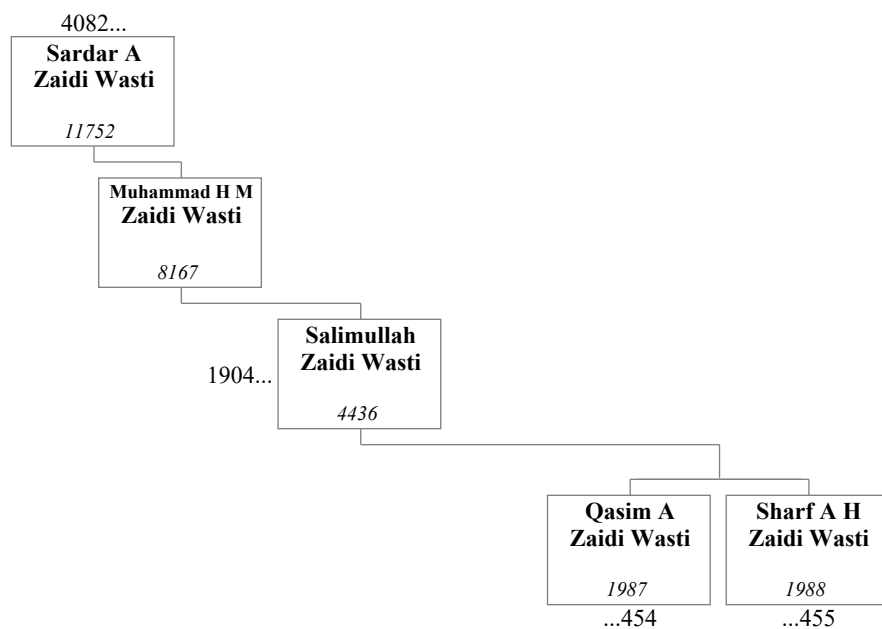 4082...
Sardar A
Zaidi Wasti
11752
Muhammad H M
Zaidi Wasti
8167
Salimullah
Zaidi Wasti
1904...
4436
Qasim A
Zaidi Wasti
1987
...454
Sharf A H
Zaidi Wasti
1988
...455